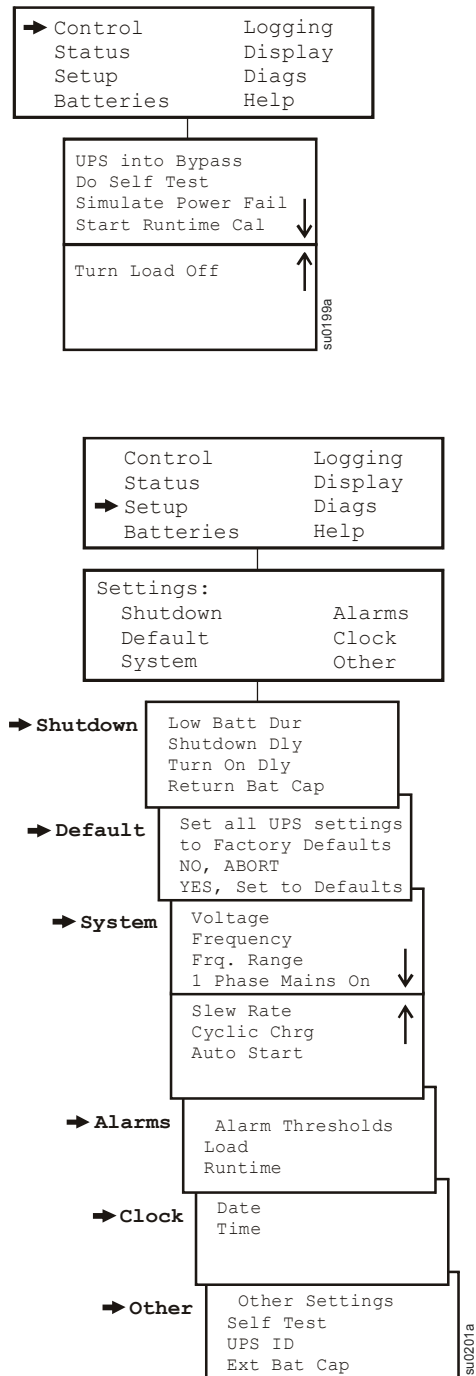 Control Logging
Status Display
Setup Diags
Batteries Help
UPS into Bypass
Do Self Test
Simulate Power Fail
Start Runtime Cal
Turn Load Off
su0199a
Control Logging
Status Display
Setup Diags
Batteries Help
Settings:
Shutdown Alarms
Default Clock
System Other
Shutdown
Low Batt Dur
Shutdown Dly
Turn On Dly
Return Bat Cap
Default
Set all UPS settings
to Factory Defaults
NO, ABORT
YES, Set to Defaults
System
Voltage
Frequency
Frq. Range
1 Phase Mains On
Slew Rate
Cyclic Chrg
Auto Start
Alarms
Alarm Thresholds
Load
Runtime
Clock
Date
Time
Other
Other Settings
Self Test
UPS ID
Ext Bat Cap
su0201a